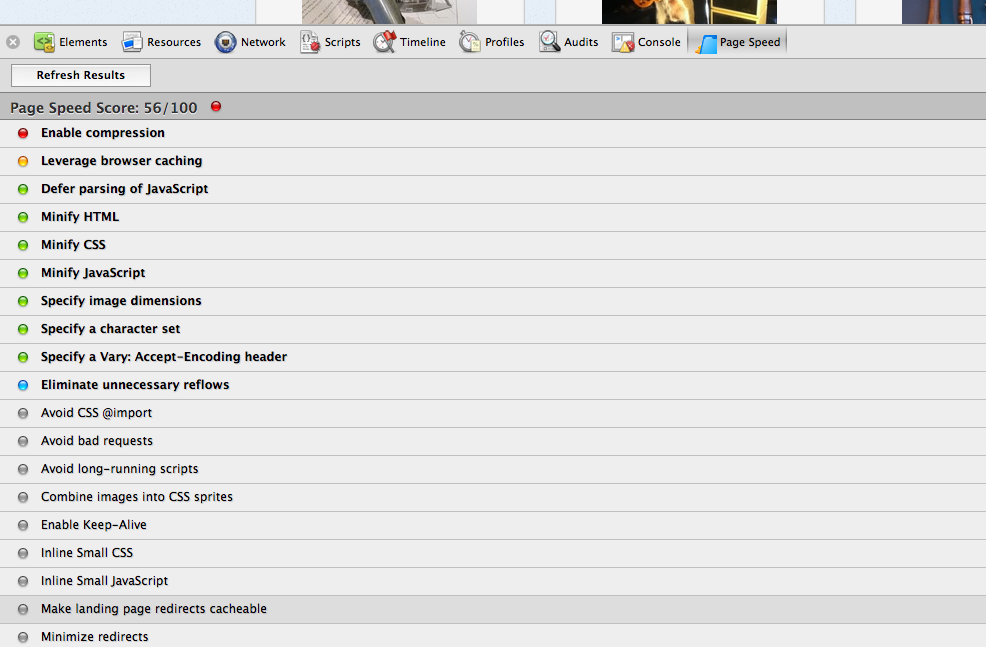 Elements Resources Network Scripts Timeline Profiles Audits Console Page Speed
Refresh Results
Page Speed Score: 56/100
Enable compression
Leverage browser caching
Defer parsing of JavaScript
Minify HTML
Minify CSS
Minify JavaScript
Specify image dimensions
Specify a character set
Specify a Vary: Accept-Encoding header
Eliminate unnecessary reflows
Avoid CSS @import
Avoid bad requests
Avoid long-running scripts
Combine images into CSS sprites
Enable Keep-Alive
Inline Small CSS
Inline Small JavaScript
Make landing page redirects cacheable
Minimize redirects